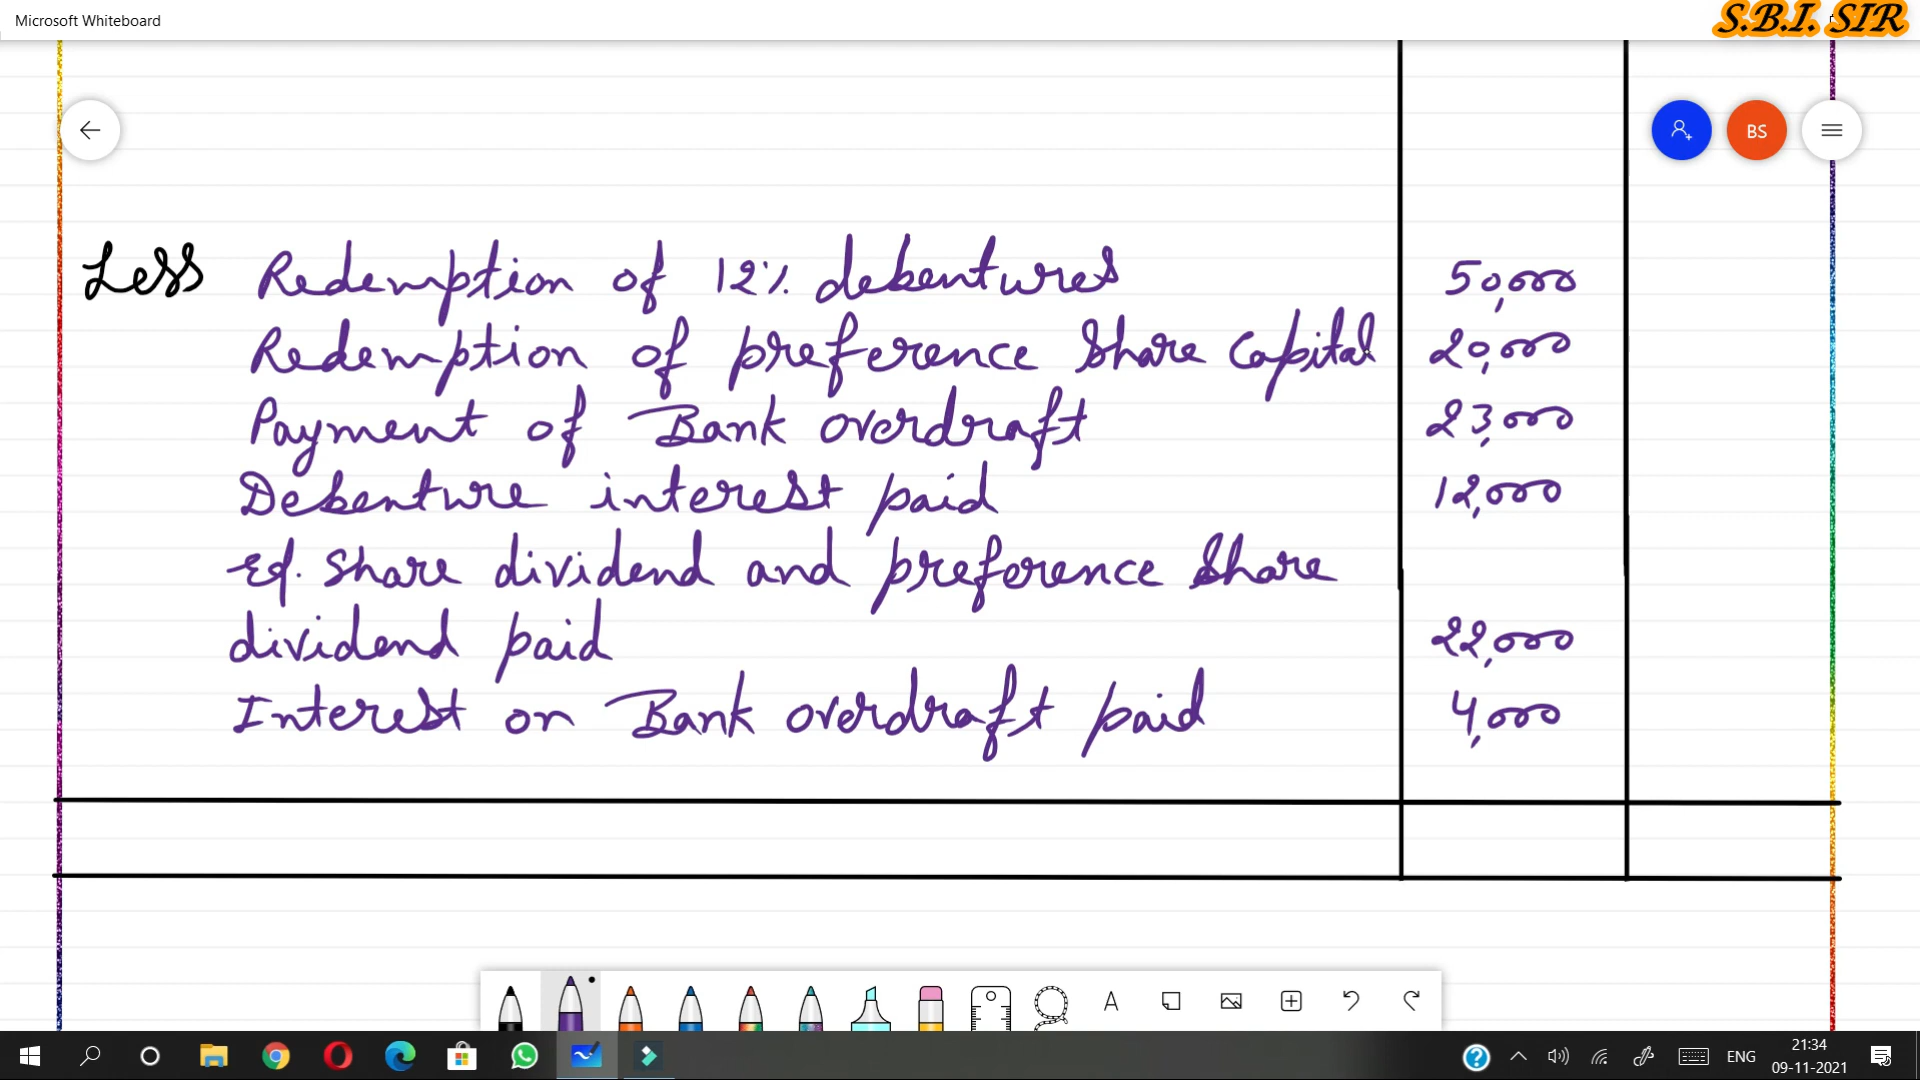 Microsoft Whiteboard
S.B.I. SIR
BS
Less Redemption of 12% debentures 50,000
Redemption of preference Share Capital 20,000
Payment of Bank overdraft 23,000
Debenture interest paid 12,000
Eq. Share dividend and preference Share
dividend paid 22,000
Interest on Bank overdraft paid 4,000
A
ENG
21:34
09-11-2021